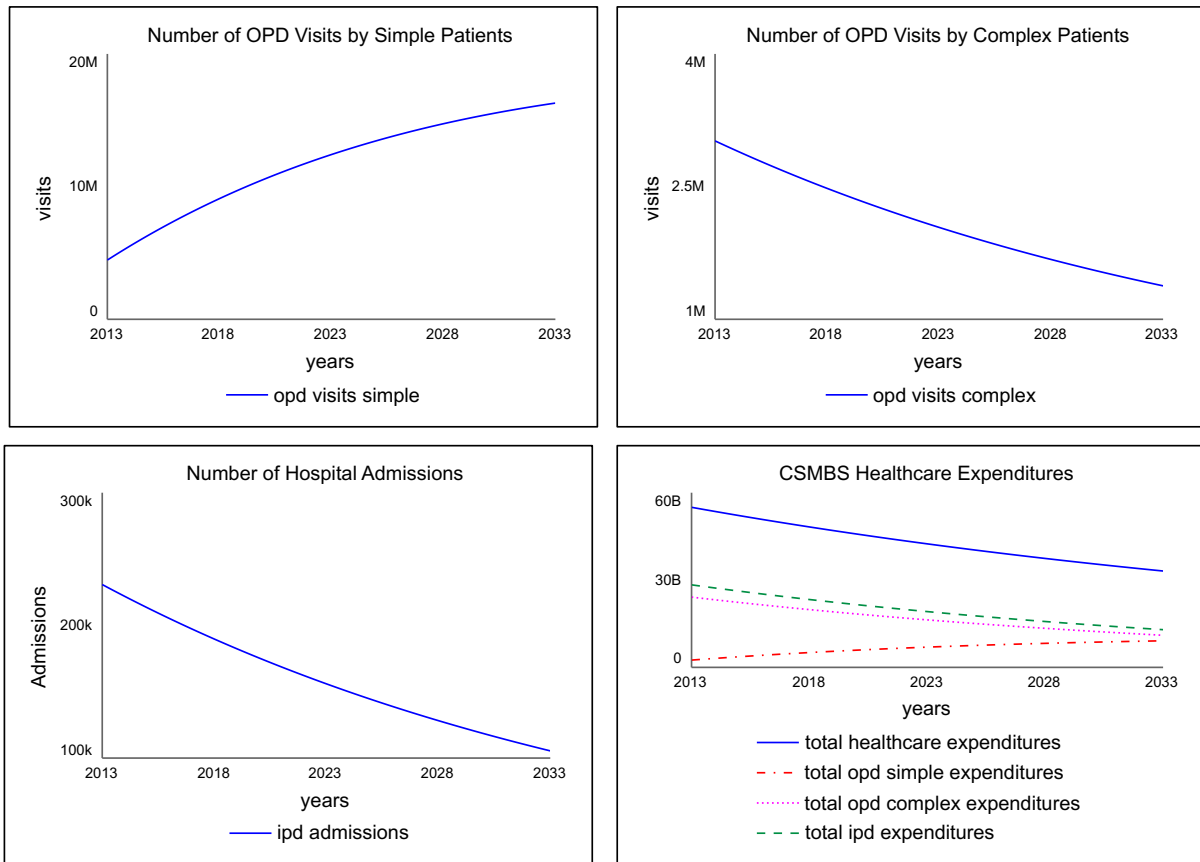 Number of OPD Visits by Simple Patients
20M
10M
0
visits
2013 2018 2023 2028 2033
years
opd visits simple
Number of OPD Visits by Complex Patients
4M
2.5M
1M
visits
2013 2018 2023 2028 2033
years
opd visits complex
Number of Hospital Admissions
300k
200k
100k
Admissions
2013 2018 2023 2028 2033
years
ipd admissions
CSMBS Healthcare Expenditures
60B
30B
0
2013 2018 2023 2028 2033
years
total healthcare expenditures
total opd simple expenditures
total opd complex expenditures
total ipd expenditures